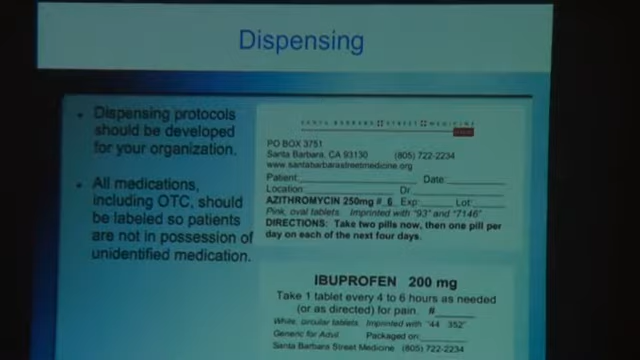 Dispensing
• Dispensing protocols
should be developed
for your organization.
• All medications,
including OTC, should
be labeled so patients
are not in possession of
unidentified medication.
SANTA BARBARA STREET MEDICINE
PO BOX 3751
Santa Barbara, CA 93130 (805) 722-2234
www.santabarbarastreetmedicine.org
Patient: Date:
Location: Dr.
AZITHROMYCIN 250mg # 6 Exp: Lot:
Pink, oval tablets. Imprinted with "93" and "7146"
DIRECTIONS: Take two pills now, then one pill per
day on each of the next four days.
IBUPROFEN 200 mg
Take 1 tablet every 4 to 6 hours as needed
(or as directed) for pain. #
White, circular tablets. Imprinted with "44 352"
Generic for Advil. Packaged on:
Santa Barbara Street Medicine (805) 722-2234